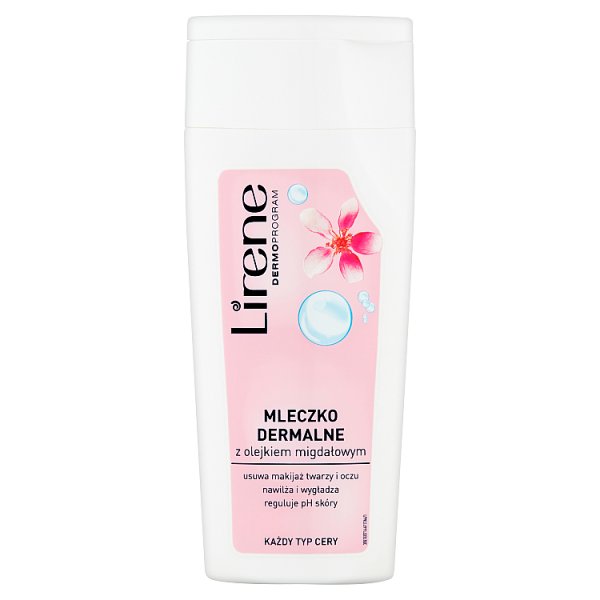 Lirene
DERMOPROGRAM
MLECZKO
DERMALNE
z olejkiem migdałowym
usuwa makijaż twarzy i oczu
nawilża i wygładza
reguluje pH skóry
KAŻDY TYP CERY